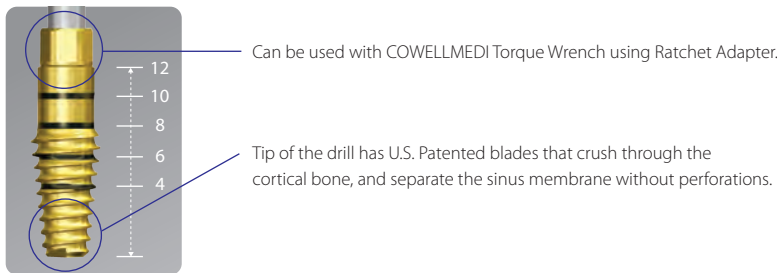 Can be used with COWELLMEDI Torque Wrench using Ratchet Adapter.
12
10
8
6
4
Tip of the drill has U.S. Patented blades that crush through the
cortical bone, and separate the sinus membrane without perforations.